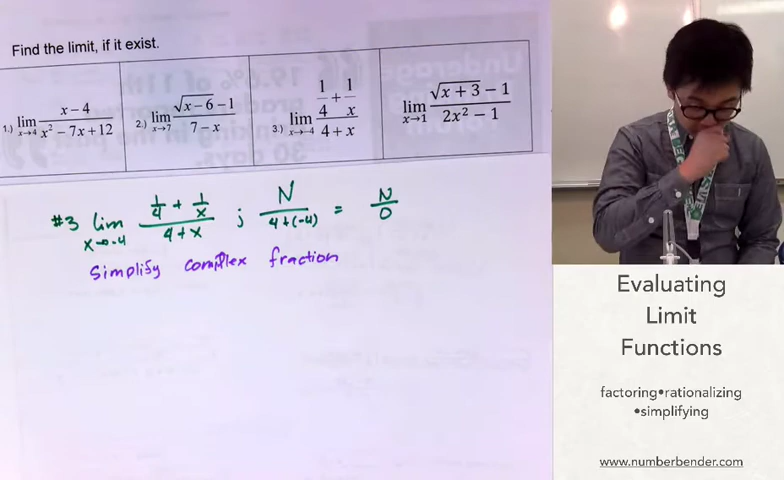 Find the limit, if it exist.
1.) lim x→4 (x − 4)/(x² − 7x + 12)
2.) lim x→7 (√(x − 6) − 1)/(7 − x)
3.) lim x→−4 (1/4 + 1/x)/(4 + x)
lim x→1 (√(x + 3) − 1)/(2x² − 1)
#3 lim x→-4 (1/4 + 1/x)/(4+x) ; N/(4+(-4)) = N/0
Simplify complex fraction
Evaluating
Limit
Functions
factoring•rationalizing
•simplifying
www.numberbender.com